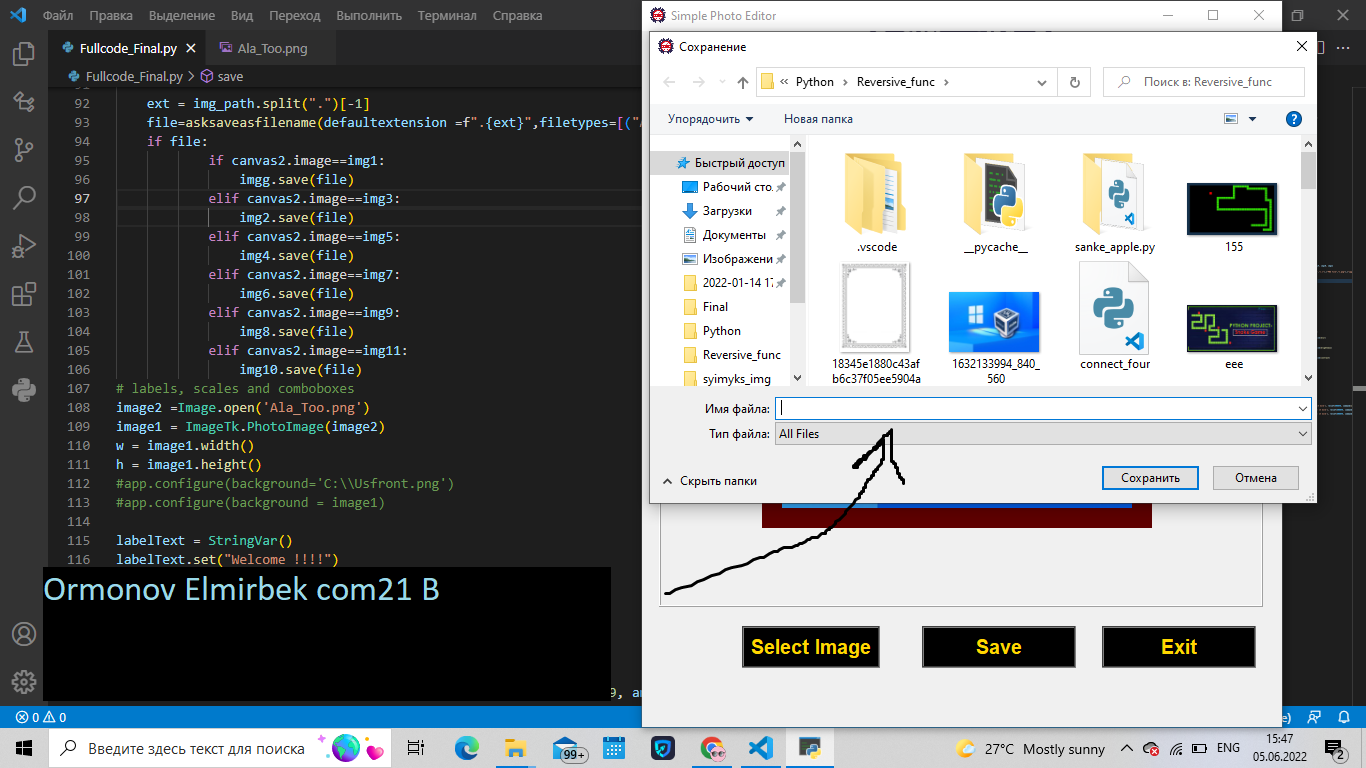 Файл Правка Выделение Вид Переход Выполнить Терминал Справка
Fullcode_Final.py
Ala_Too.png
Fullcode_Final.py > save
92 ext = img_path.split(".")[-1]
93 file=asksaveasfilename(defaultextension =f".{ext}",filetypes=[("
94 if file:
95 if canvas2.image==img1:
96 imgg.save(file)
97 elif canvas2.image==img3:
98 img2.save(file)
99 elif canvas2.image==img5:
100 img4.save(file)
101 elif canvas2.image==img7:
102 img6.save(file)
103 elif canvas2.image==img9:
104 img8.save(file)
105 elif canvas2.image==img11:
106 img10.save(file)
107 # labels, scales and comboboxes
108 image2 =Image.open('Ala_Too.png')
109 image1 = ImageTk.PhotoImage(image2)
110 w = image1.width()
111 h = image1.height()
112 #app.configure(background='C:\\Usfront.png')
113 #app.configure(background = image1)
114
115 labelText = StringVar()
116 labelText.set("Welcome !!!!")
Ormonov Elmirbek com21 B
9, a
0 0
Simple Photo Editor
Сохранение
« Python > Reversive_func >
Поиск в: Reversive_func
Упорядочить
Новая папка
Быстрый доступ
Рабочий сто.
Загрузки
Документы
Изображени
2022-01-14 17
Final
Python
Reversive_func
syimyks_img
.vscode
__pycache__
sanke_apple.py
155
18345e1880c43af
b6c37f05ee5904a
1632133994_840_
560
connect_four
PYTHON PROJECT:
eee
Имя файла:
Тип файла: All Files
Скрыть папки
Сохранить
Отмена
Select Image
Save
Exit
Введите здесь текст для поиска
99+
27°C Mostly sunny
ENG
15:47
05.06.2022
2